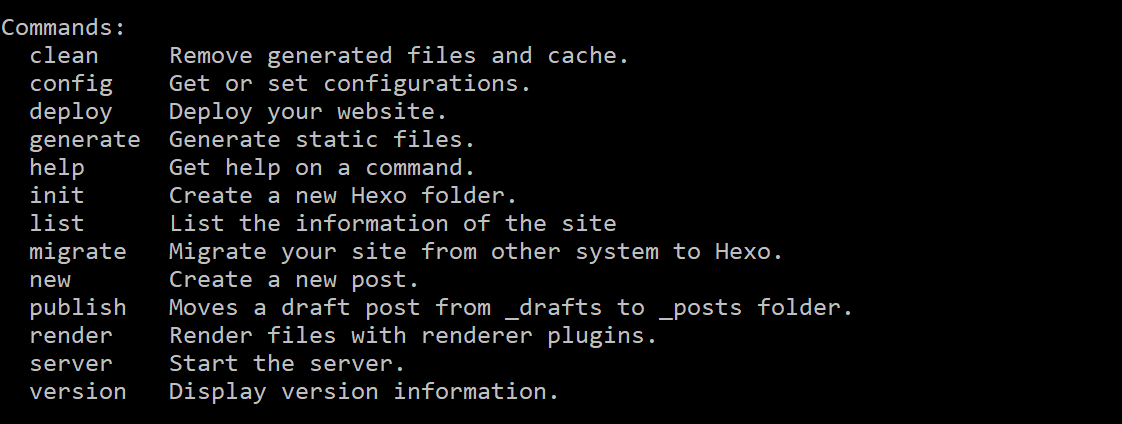 Commands:
  clean     Remove generated files and cache.
  config    Get or set configurations.
  deploy    Deploy your website.
  generate  Generate static files.
  help      Get help on a command.
  init      Create a new Hexo folder.
  list      List the information of the site
  migrate   Migrate your site from other system to Hexo.
  new       Create a new post.
  publish   Moves a draft post from _drafts to _posts folder.
  render    Render files with renderer plugins.
  server    Start the server.
  version   Display version information.